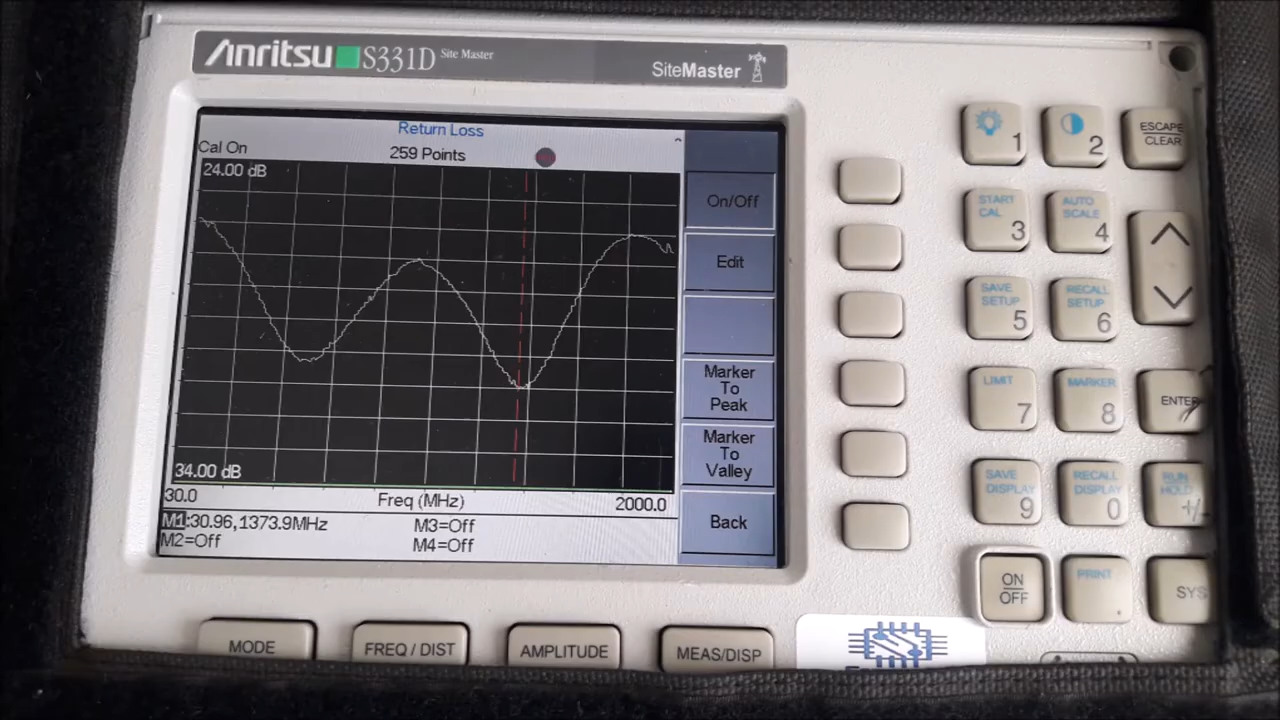 Anritsu S331D Site Master
SiteMaster
Return Loss
Cal On
259 Points
24.00 dB
34.00 dB
30.0
Freq (MHz)
2000.0
M1:30.96,1373.9MHz
M3=Off
M2=Off
M4=Off
On/Off
Edit
Marker
To
Peak
Marker
To
Valley
Back
1
2
ESCAPE
CLEAR
START
CAL
3
AUTO
SCALE
4
SAVE
SETUP
5
RECALL
SETUP
6
LIMIT
7
MARKER
8
ENTER
SAVE
DISPLAY
9
RECALL
DISPLAY
0
RUN
HOLD
+/-
ON
OFF
PRINT
.
SYS
MODE
FREQ / DIST
AMPLITUDE
MEAS/DISP